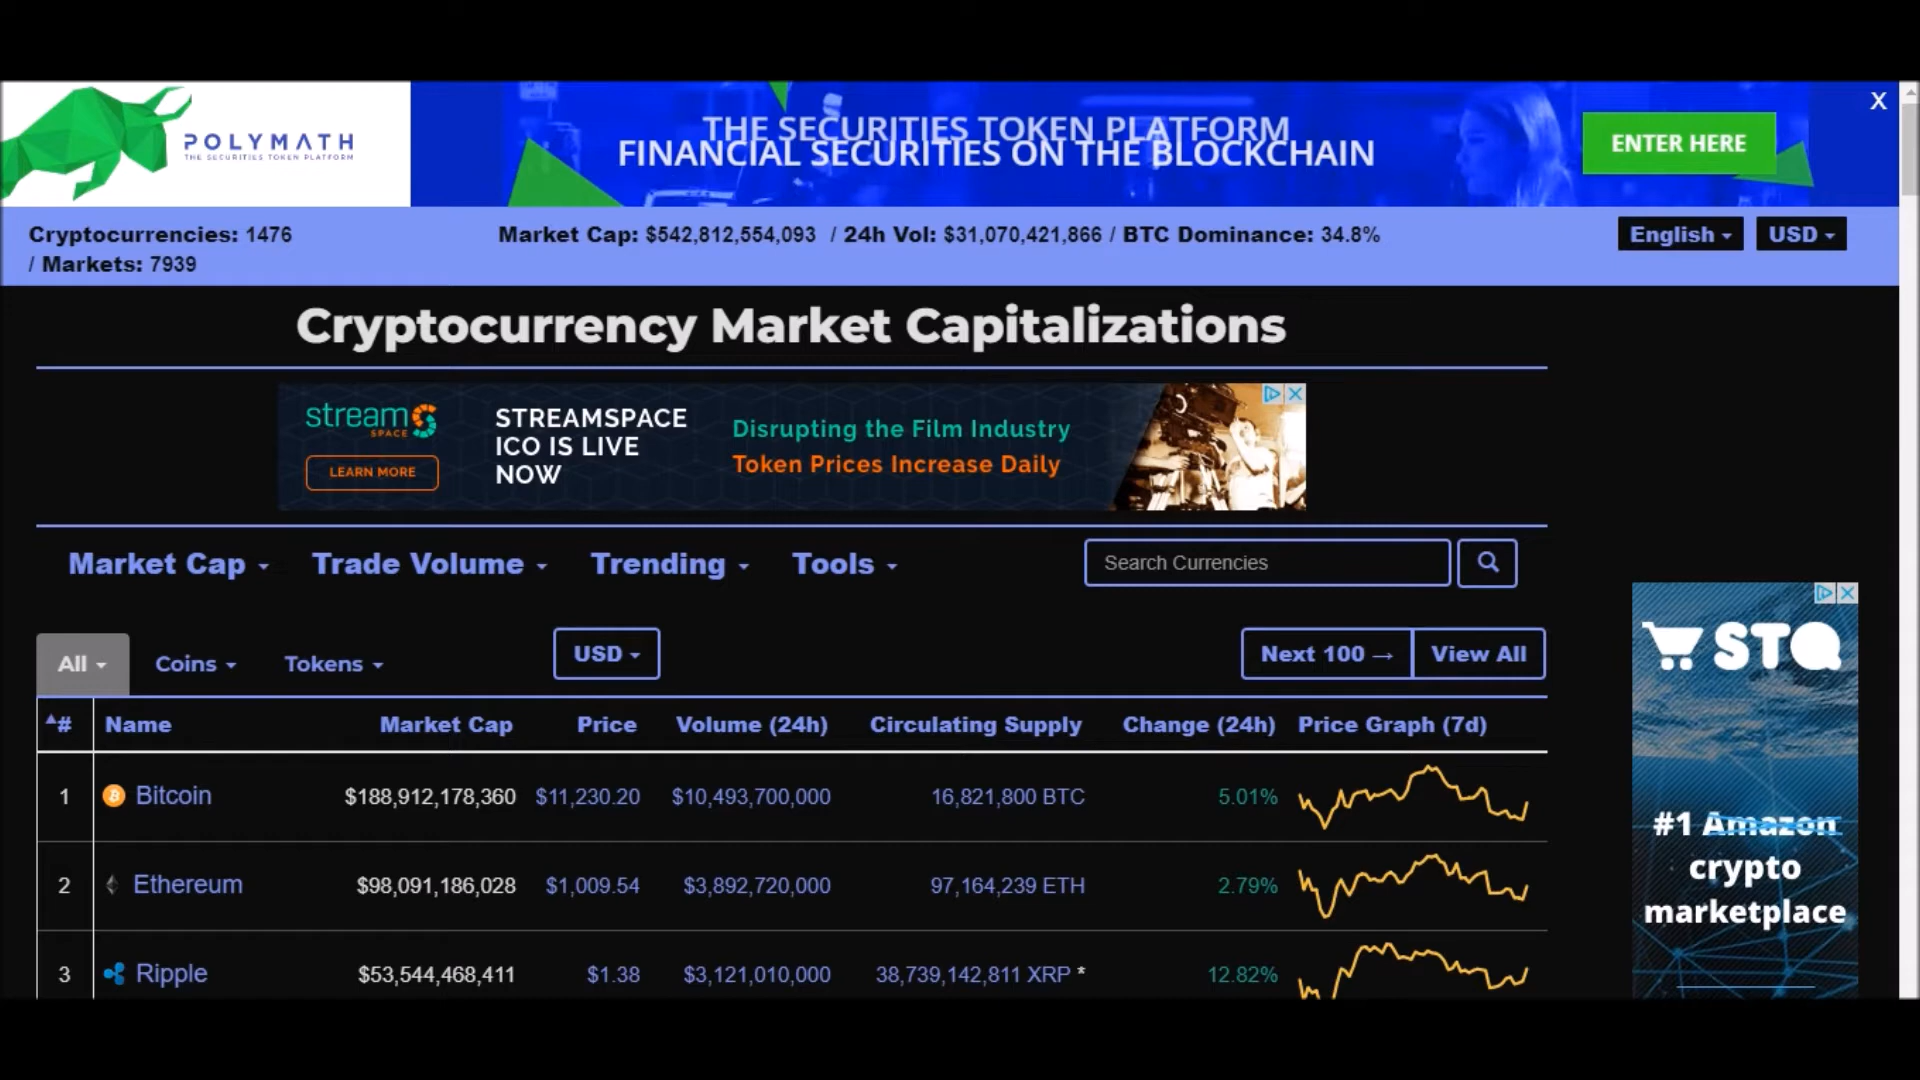 POLYMATH
THE SECURITIES TOKEN PLATFORM
THE SECURITIES TOKEN PLATFORM
FINANCIAL SECURITIES ON THE BLOCKCHAIN
ENTER HERE
X
Cryptocurrencies: 1476
/ Markets: 7939
Market Cap: $542,812,554,093 / 24h Vol: $31,070,421,866 / BTC Dominance: 34.8%
English
USD
Cryptocurrency Market Capitalizations
stream
SPACE
LEARN MORE
STREAMSPACE
ICO IS LIVE
NOW
Disrupting the Film Industry
Token Prices Increase Daily
Market Cap Trade Volume Trending Tools
Search Currencies
All Coins Tokens
USD
Next 100 → View All
# Name Market Cap Price Volume (24h) Circulating Supply Change (24h) Price Graph (7d)
1 Bitcoin $188,912,178,360 $11,230.20 $10,493,700,000 16,821,800 BTC 5.01%
2 Ethereum $98,091,186,028 $1,009.54 $3,892,720,000 97,164,239 ETH 2.79%
3 Ripple $53,544,468,411 $1.38 $3,121,010,000 38,739,142,811 XRP * 12.82%
STQ
#1 Amazon
crypto
marketplace